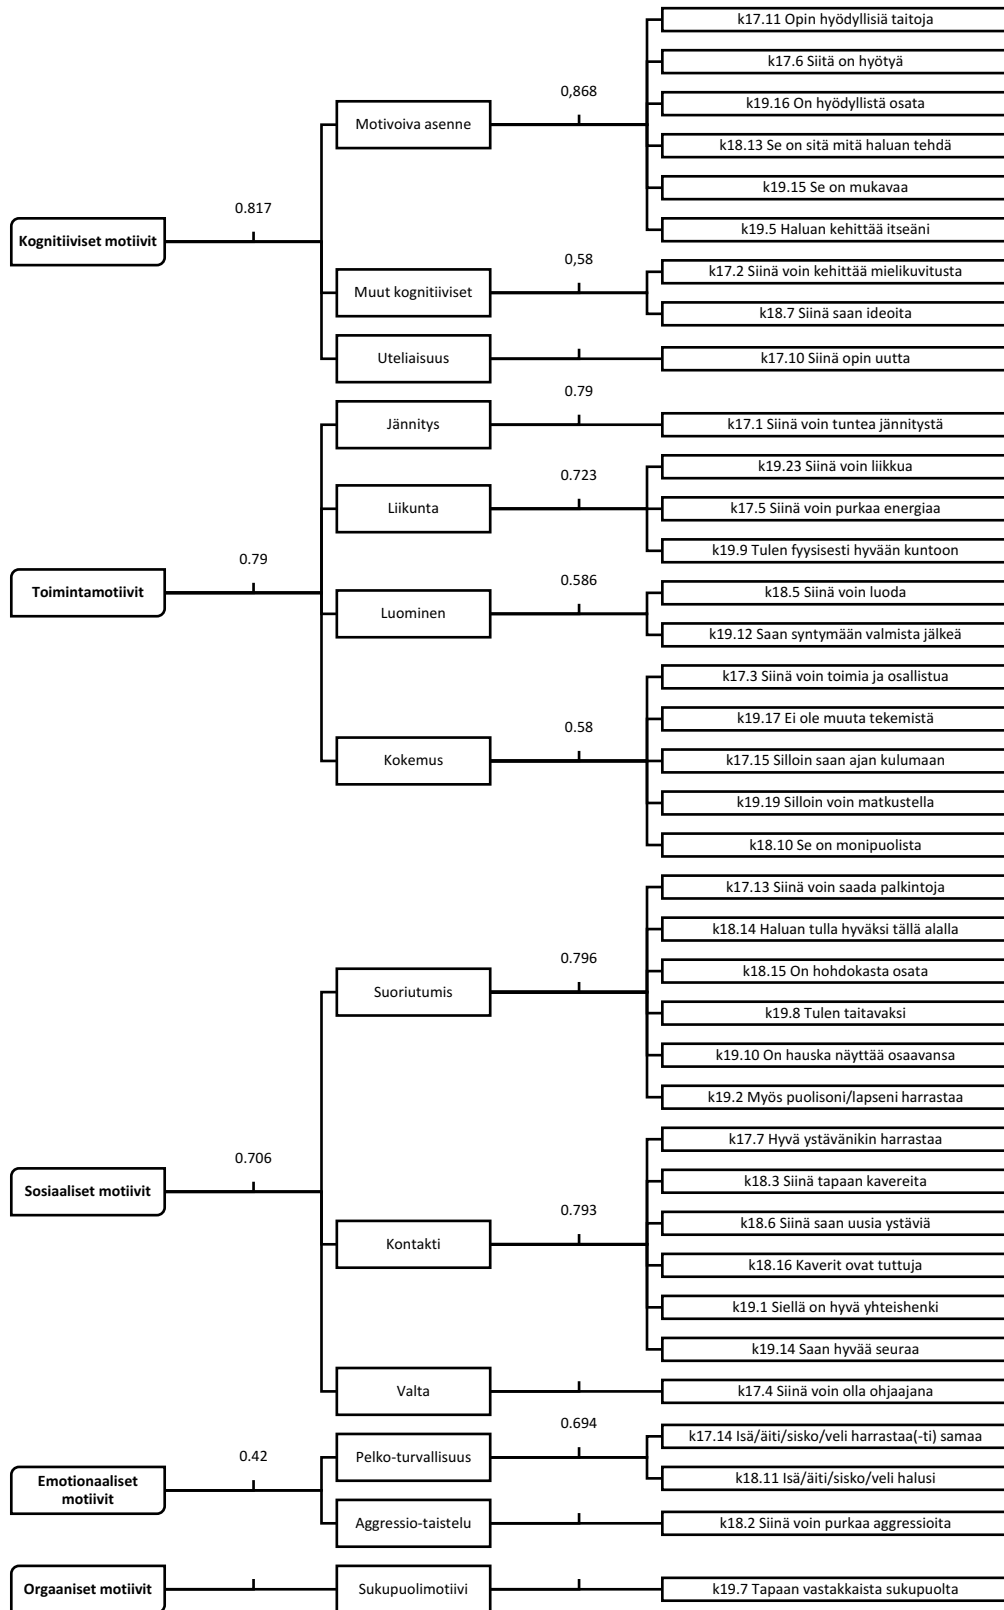 k17.11 Opin hyödyllisiä taitoja
k17.6 Siitä on hyötyä
0,868
k19.16 On hyödyllistä osata
Motivoiva asenne
k18.13 Se on sitä mitä haluan tehdä
k19.15 Se on mukavaa
0.817
k19.5 Haluan kehittää itseäni
Kognitiiviset motiivit
0,58
k17.2 Siinä voin kehittää mielikuvitusta
Muut kognitiiviset
k18.7 Siinä saan ideoita
Uteliaisuus
k17.10 Siinä opin uutta
0.79
Jännitys
k17.1 Siinä voin tuntea jännitystä
k19.23 Siinä voin liikkua
0.723
Liikunta
k17.5 Siinä voin purkaa energiaa
k19.9 Tulen fyysisesti hyvään kuntoon
0.79
0.586
Toimintamotiivit
k18.5 Siinä voin luoda
Luominen
k19.12 Saan syntymään valmista jälkeä
k17.3 Siinä voin toimia ja osallistua
k19.17 Ei ole muuta tekemistä
0.58
Kokemus
k17.15 Silloin saan ajan kulumaan
k19.19 Silloin voin matkustella
k18.10 Se on monipuolista
k17.13 Siinä voin saada palkintoja
k18.14 Haluan tulla hyväksi tällä alalla
0.796
k18.15 On hohdokasta osata
Suoriutumis
k19.8 Tulen taitavaksi
k19.10 On hauska näyttää osaavansa
k19.2 Myös puolisoni/lapseni harrastaa
k17.7 Hyvä ystävänikin harrastaa
0.706
k18.3 Siinä tapaan kavereita
Sosiaaliset motiivit
0.793
k18.6 Siinä saan uusia ystäviä
Kontakti
k18.16 Kaverit ovat tuttuja
k19.1 Siellä on hyvä yhteishenki
k19.14 Saan hyvää seuraa
Valta
k17.4 Siinä voin olla ohjaajana
0.694
k17.14 Isä/äiti/sisko/veli harrastaa(-ti) samaa
0.42
Pelko-turvallisuus
k18.11 Isä/äiti/sisko/veli halusi
Emotionaaliset
motiivit
Aggressio-taistelu
k18.2 Siinä voin purkaa aggressioita
Orgaaniset motiivit
Sukupuolimotiivi
k19.7 Tapaan vastakkaista sukupuolta